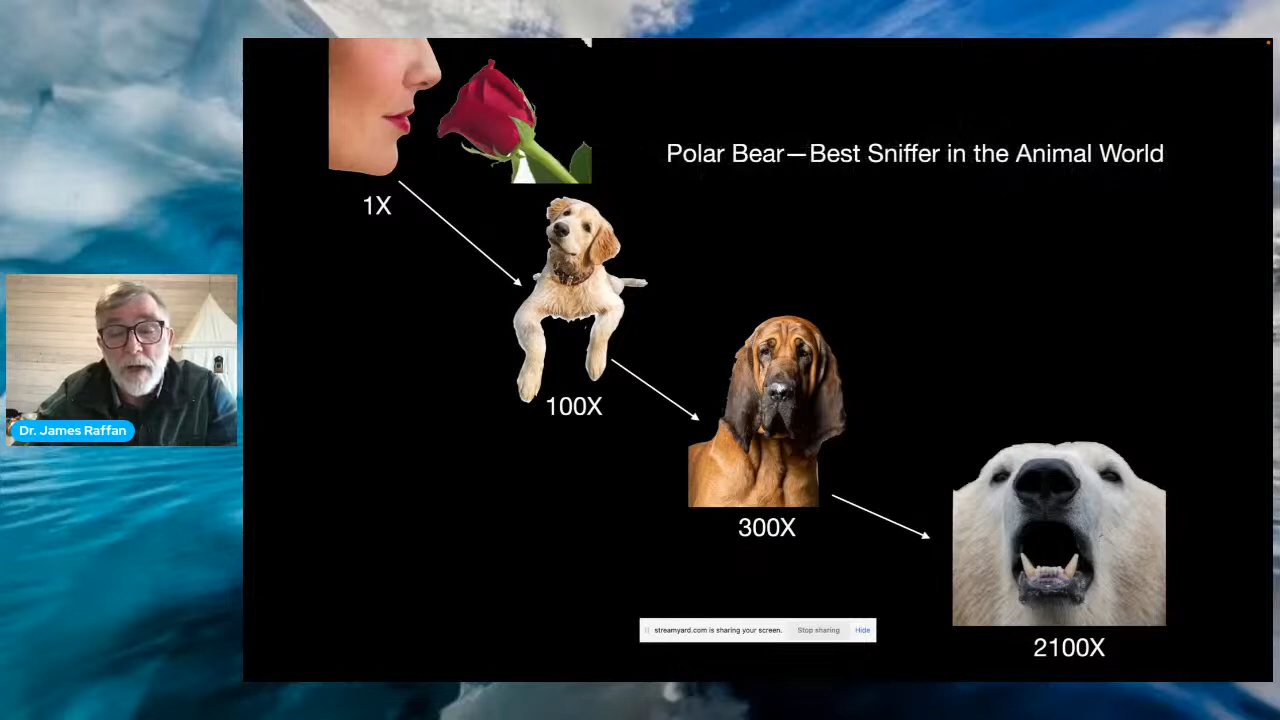 Polar Bear—Best Sniffer in the Animal World
1X
100X
300X
2100X
Dr. James Raffan
streamyard.com is sharing your screen.
Stop sharing
Hide